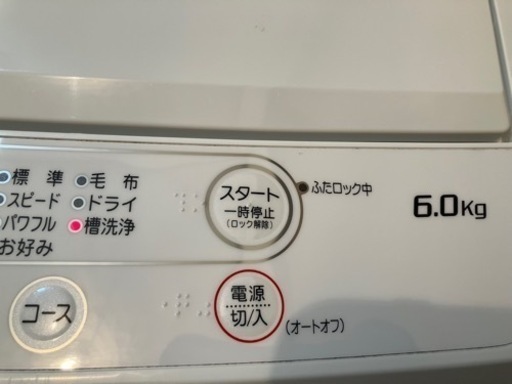 標準
毛布
スピード
ドライ
パワフル
槽洗浄
お好み
コース
スタート
一時停止
(ロック解除)
ふたロック中
6.0Kg
電源
切/入
(オートオフ)